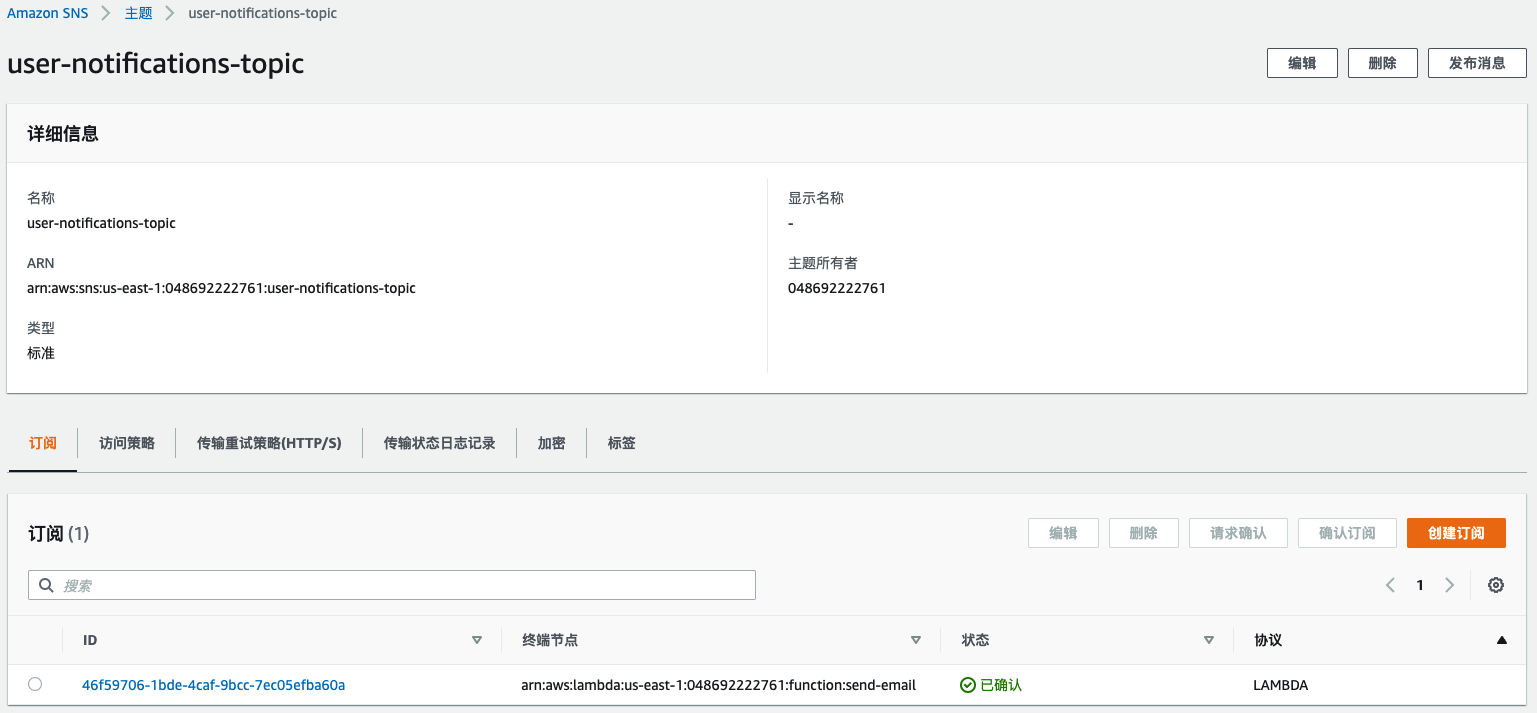 Amazon SNS 主题 user-notifications-topic
user-notifications-topic 编辑 删除 发布消息
详细信息
名称 显示名称
user-notifications-topic -
ARN 主题所有者
arn:aws:sns:us-east-1:048692222761:user-notifications-topic 048692222761
类型
标准
订阅 访问策略 传输重试策略(HTTP/S) 传输状态日志记录 加密 标签
订阅 (1) 编辑 删除 请求确认 确认订阅 创建订阅
搜索 1
ID 终端节点 状态 协议
46f59706-1bde-4caf-9bcc-7ec05efba60a arn:aws:lambda:us-east-1:048692222761:function:send-email 已确认 LAMBDA